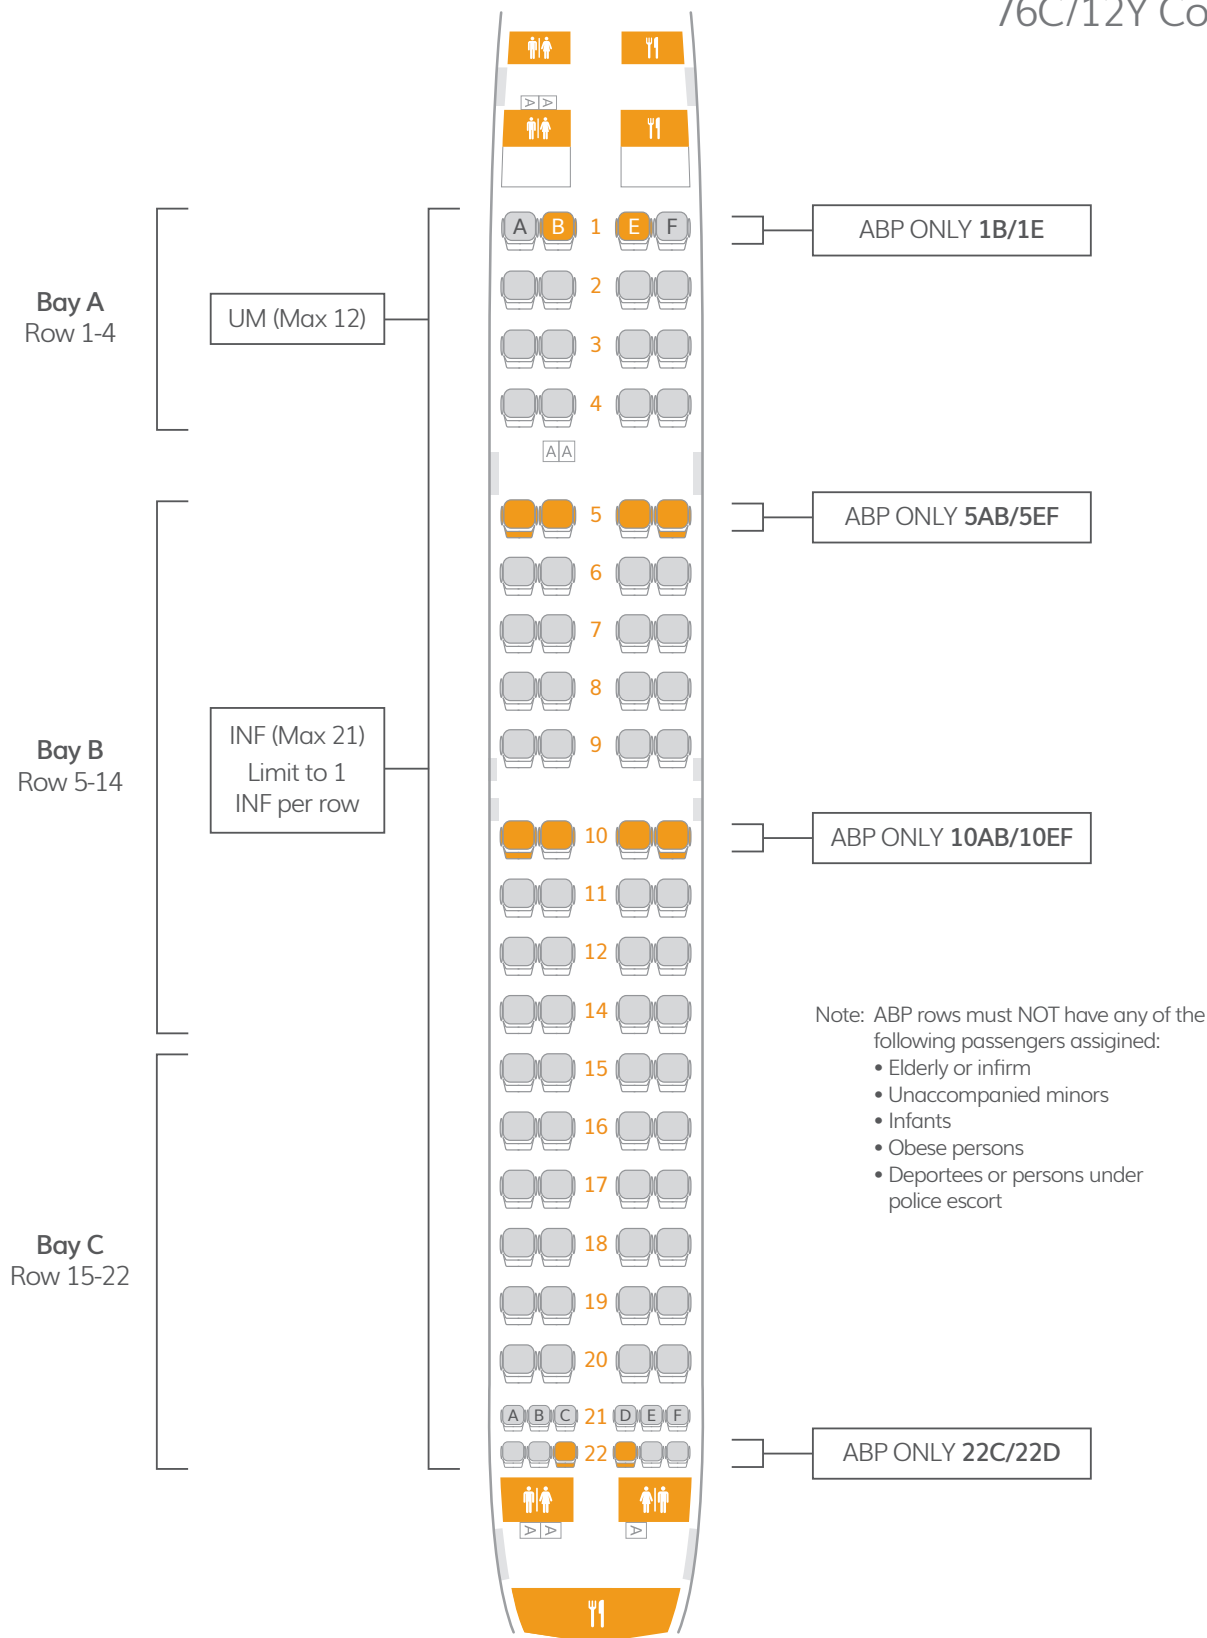 76C/12Y Co
A A
A B 1 E F
ABP ONLY 1B/1E
2
Bay A
Row 1-4
UM (Max 12)
3
4
A A
5
ABP ONLY 5AB/5EF
6
7
8
9
Bay B
Row 5-14
INF (Max 21)
Limit to 1
INF per row
10
ABP ONLY 10AB/10EF
11
12
14
Note: ABP rows must NOT have any of the
following passengers assigined:
• Elderly or infirm
• Unaccompanied minors
• Infants
• Obese persons
• Deportees or persons under
police escort
15
16
17
18
Bay C
Row 15-22
19
20
A B C 21 D E F
22
ABP ONLY 22C/22D
A A A